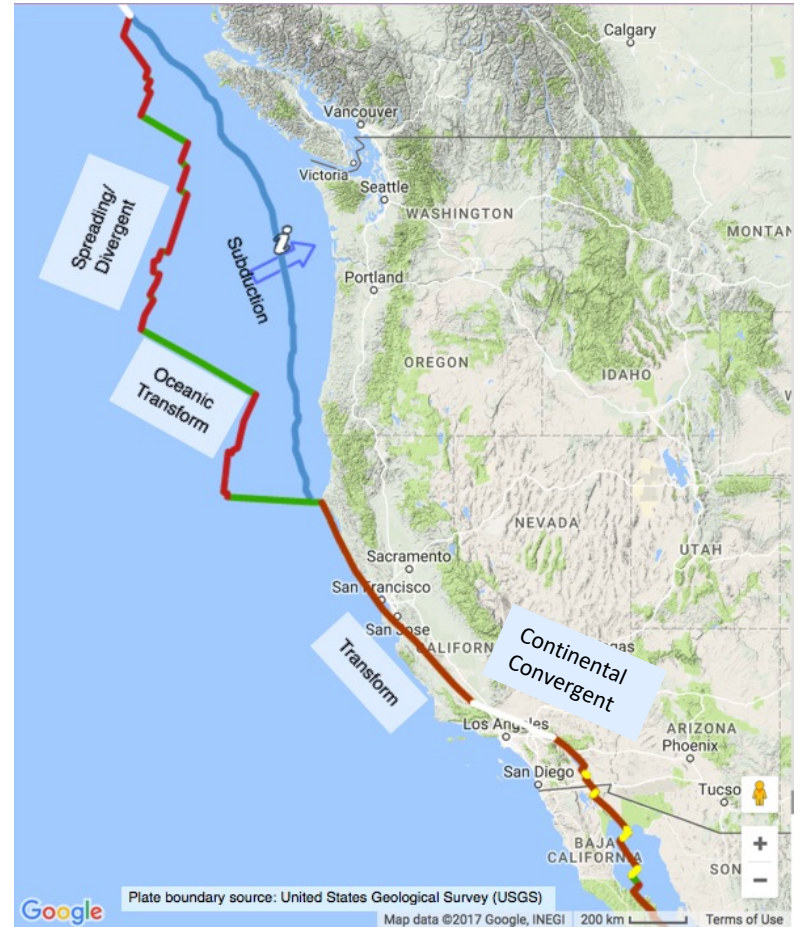 Calgary
Vancouver
Victoria
Seattle
WASHINGTON
MONTAN
Spreading/
Divergent
Subduction
i
Portland
OREGON
IDAHO
Oceanic
Transform
NEVADA
UTAH
Sacramento
San Francisco
San Jose
CALIFORN
gas
Continental
Convergent
Transform
Los Angeles
ARIZONA
Phoenix
San Diego
Tucso
BAJA
CALIFORNIA
SON
+
−
Plate boundary source: United States Geological Survey (USGS)
Google
Map data ©2017 Google, INEGI 200 km Terms of Use